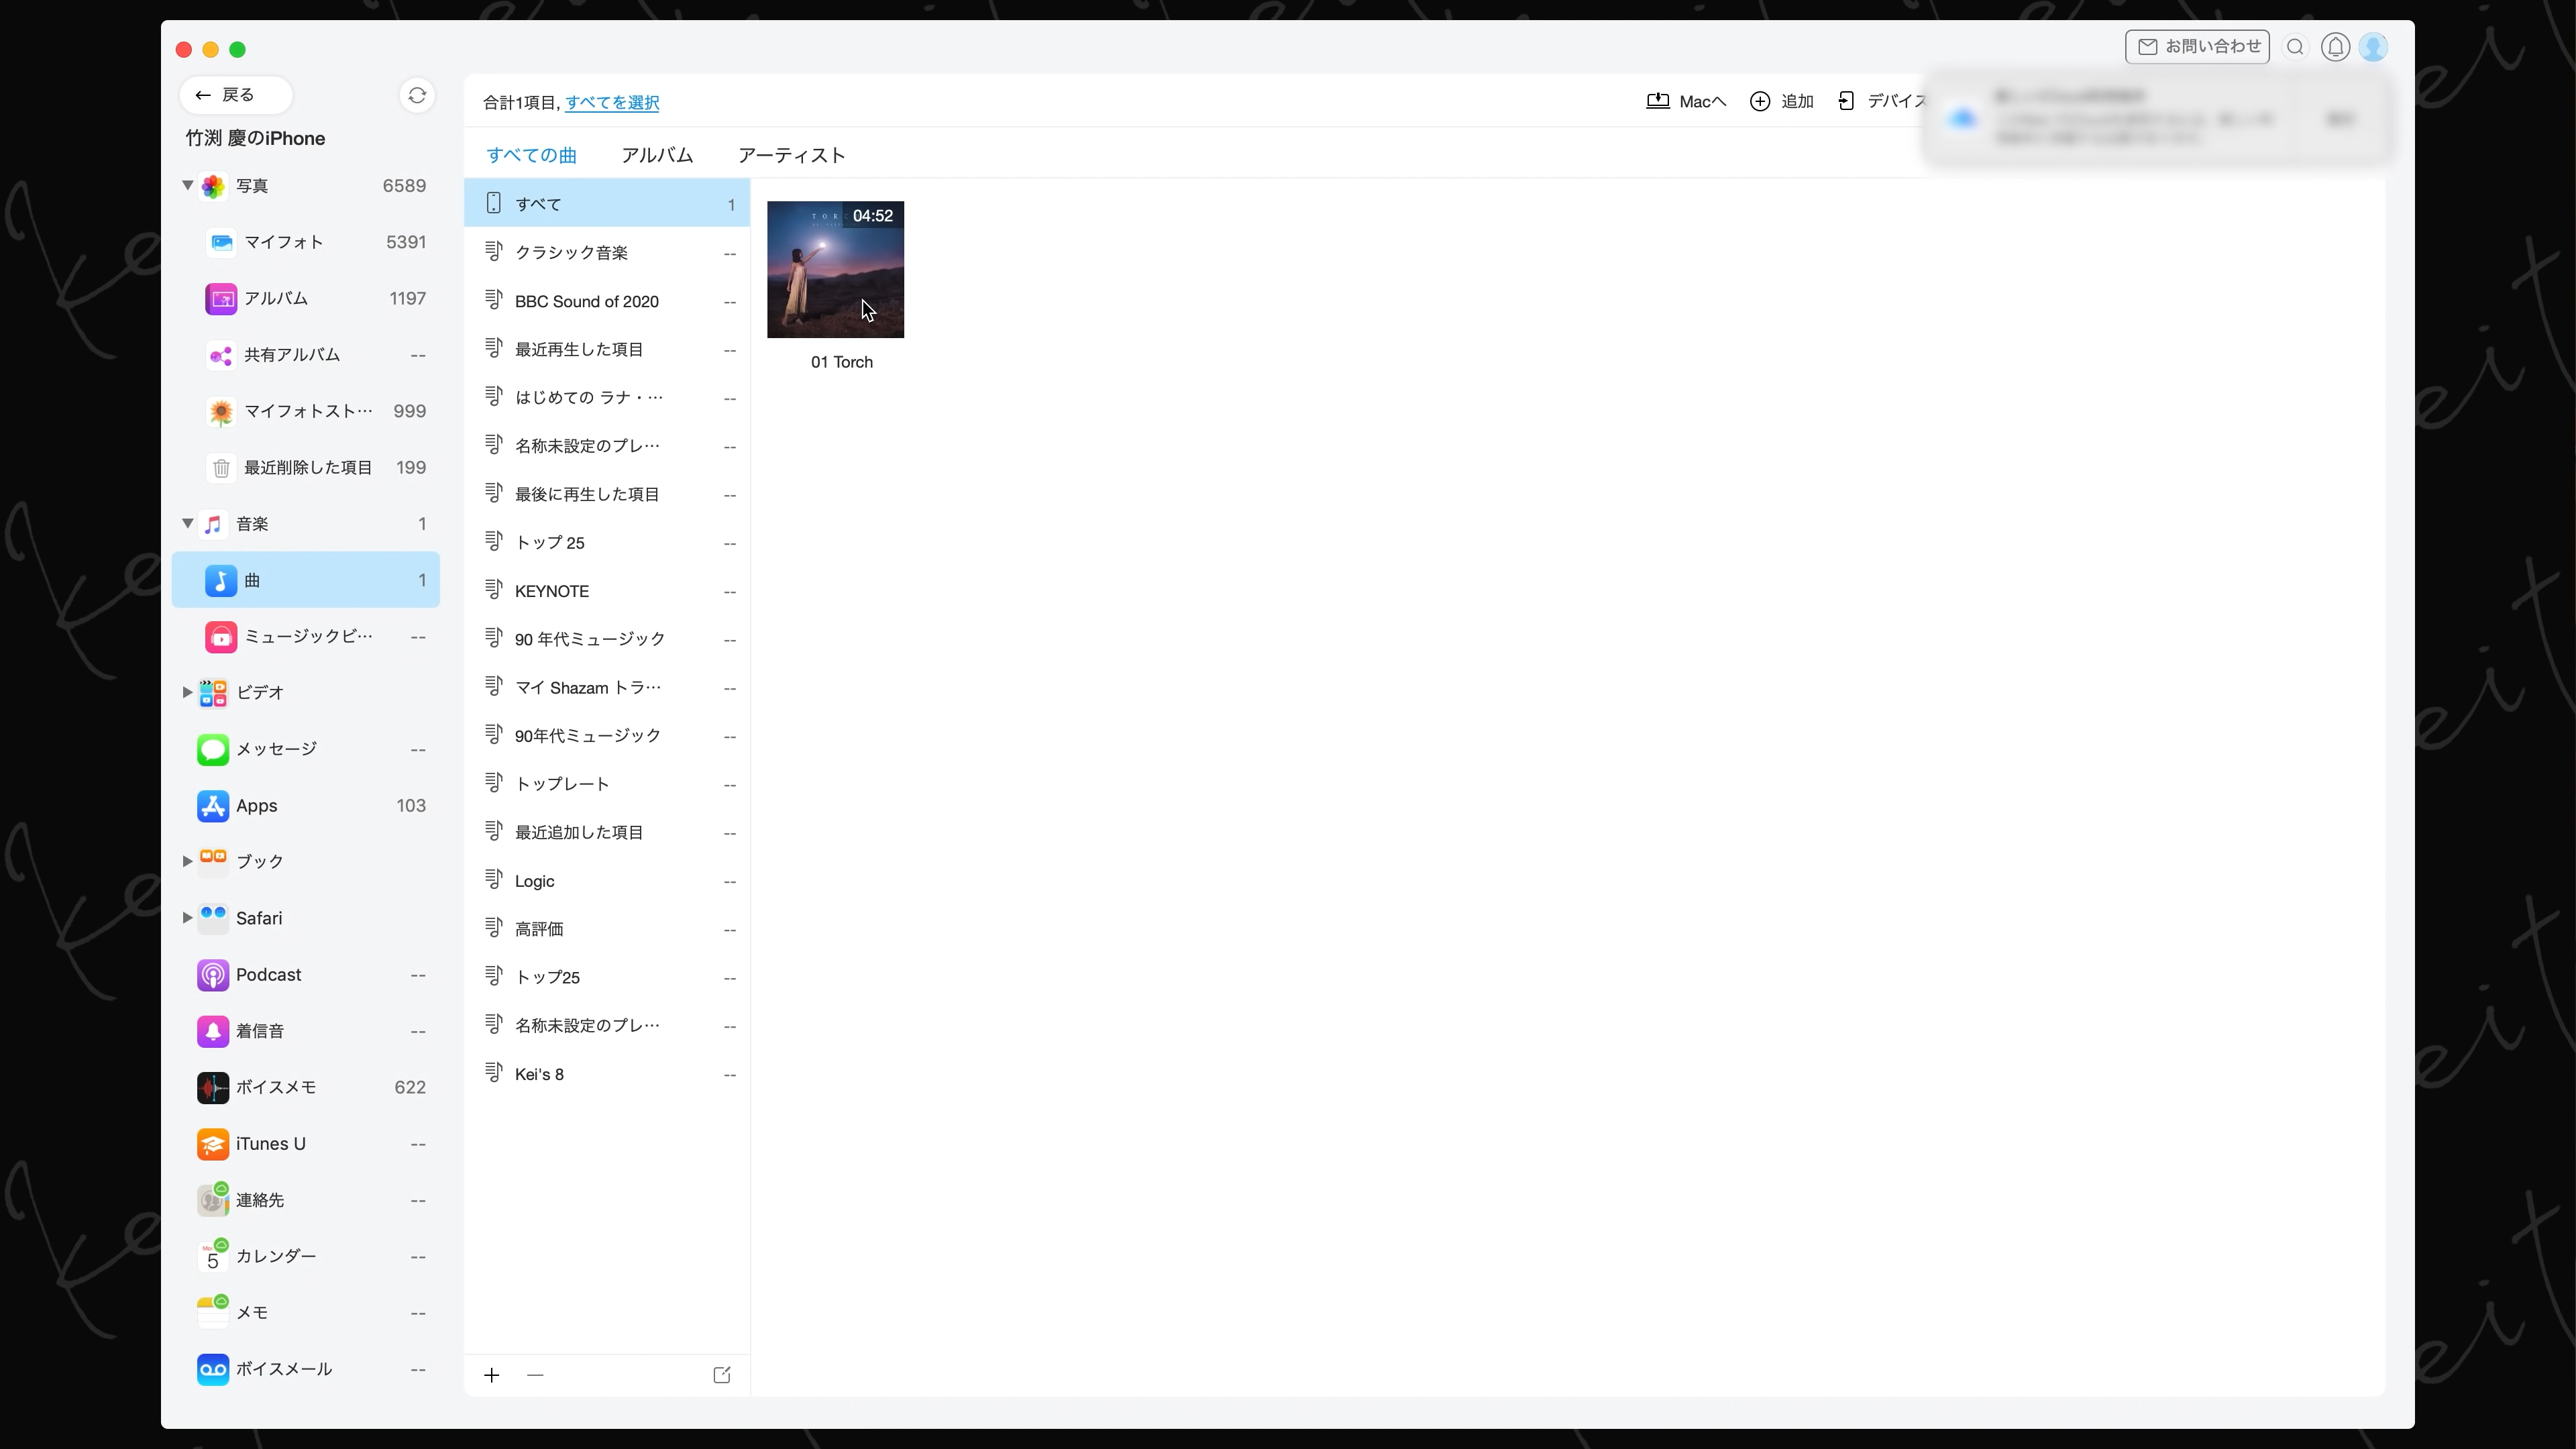 お問い合わせ
戻る
竹渕 慶のiPhone
写真 6589
マイフォト 5391
アルバム 1197
共有アルバム --
マイフォトスト… 999
最近削除した項目 199
音楽 1
曲 1
ミュージックビ… --
ビデオ
メッセージ --
Apps 103
ブック
Safari
Podcast --
着信音 --
ボイスメモ 622
iTunes U --
連絡先 --
5 カレンダー --
メモ --
ボイスメール --
合計1項目, すべてを選択
Macへ 追加 デバイス
すべての曲 アルバム アーティスト
すべて 1
クラシック音楽 --
BBC Sound of 2020 --
最近再生した項目 --
はじめての ラナ・… --
名称未設定のプレ… --
最後に再生した項目 --
トップ 25 --
KEYNOTE --
90 年代ミュージック --
マイ Shazam トラ… --
90年代ミュージック --
トップレート --
最近追加した項目 --
Logic --
高評価 --
トップ25 --
名称未設定のプレ… --
Kei's 8 --
04:52
01 Torch